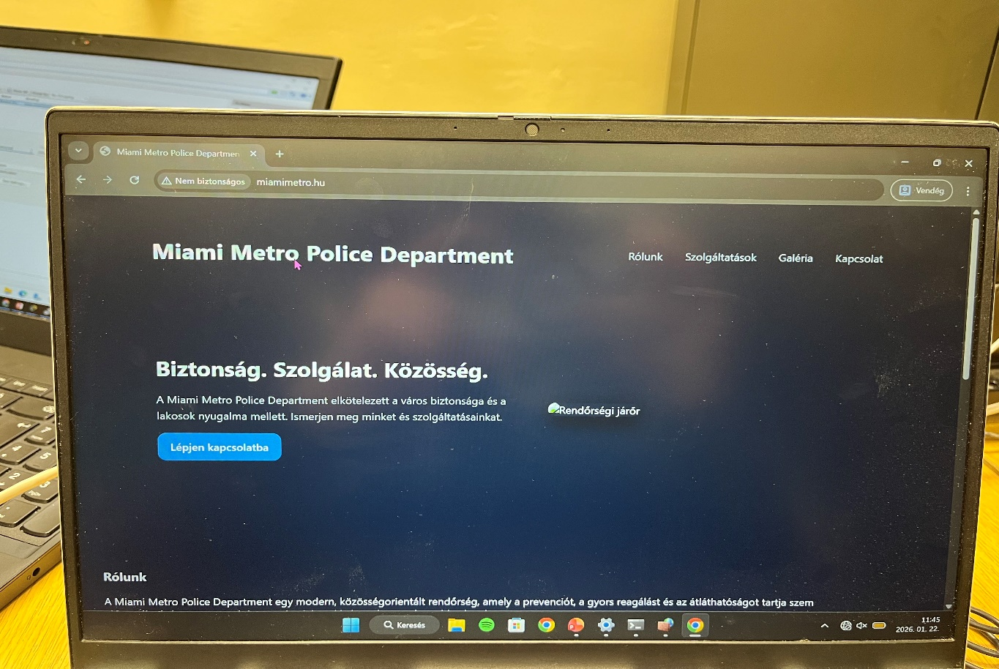 Miami Metro Police Departmen
Nem biztonságos
miamimetro.hu
Vendég
Miami Metro Police Department
Rólunk
Szolgáltatások
Galéria
Kapcsolat
Biztonság. Szolgálat. Közösség.
A Miami Metro Police Department elkötelezett a város biztonsága és a
lakosok nyugalma mellett. Ismerjen meg minket és szolgáltatásainkat.
Rendőrségi járőr
Lépjen kapcsolatba
Rólunk
A Miami Metro Police Department egy modern, közösségorientált rendőrség, amely a prevenciót, a gyors reagálást és az átláthatóságot tartja szem
Keresés
11:45
2026. 01. 22.